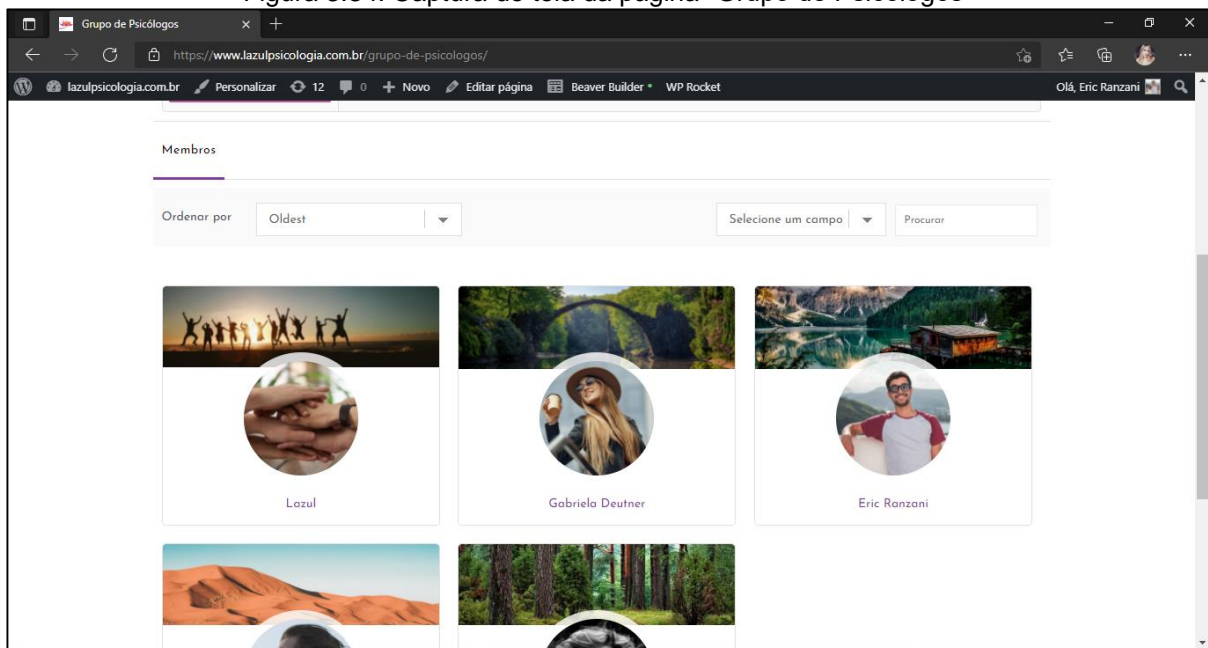 Grupo de Psicólogos
https://www.lazulpsicologia.com.br/grupo-de-psicologos/
lazulpsicologia.com.br Personalizar 12 0 Novo Editar página Beaver Builder WP Rocket Olá, Eric Ranzani
Membros
Ordenar por Oldest Selecione um campo Procurar
Lazul Gabriela Deutner Eric Ranzani